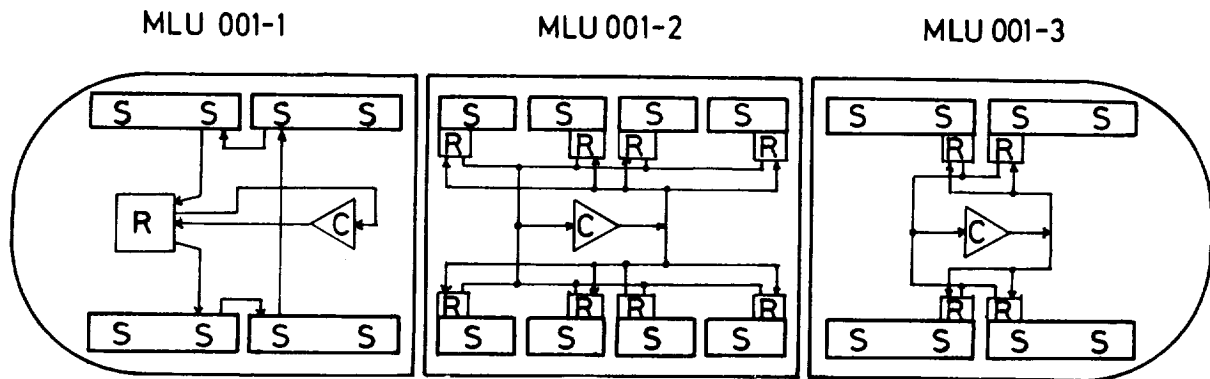 MLU 001-1 MLU 001-2 MLU 001-3
S S S S S S S S S S S S
R R R R R R
R C C C
R R R R R R
S S S S S S S S S S S S